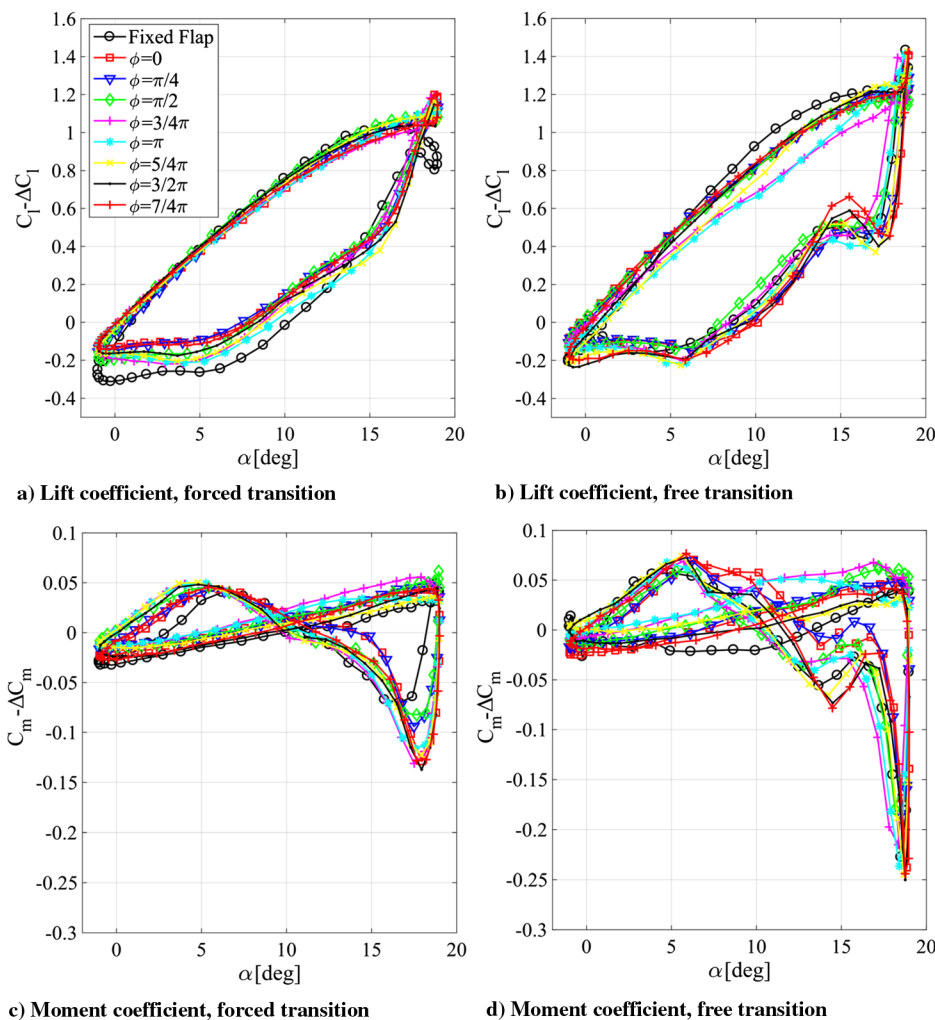 1.6
1.4
1.2
1
0.8
0.6
0.4
0.2
0
-0.2
-0.4
C_l-ΔC_l
Fixed Flap
ϕ=0
ϕ=π/4
ϕ=π/2
ϕ=3/4π
ϕ=π
ϕ=5/4π
ϕ=3/2π
ϕ=7/4π
0 5 10 15 20
α[deg]
a) Lift coefficient, forced transition
1.6
1.4
1.2
1
0.8
0.6
0.4
0.2
0
-0.2
-0.4
C_l-ΔC_l
0 5 10 15 20
α[deg]
b) Lift coefficient, free transition
0.1
0.05
0
-0.05
-0.1
-0.15
-0.2
-0.25
-0.3
C_m-ΔC_m
0 5 10 15 20
α[deg]
c) Moment coefficient, forced transition
0.1
0.05
0
-0.05
-0.1
-0.15
-0.2
-0.25
-0.3
C_m-ΔC_m
0 5 10 15 20
α[deg]
d) Moment coefficient, free transition